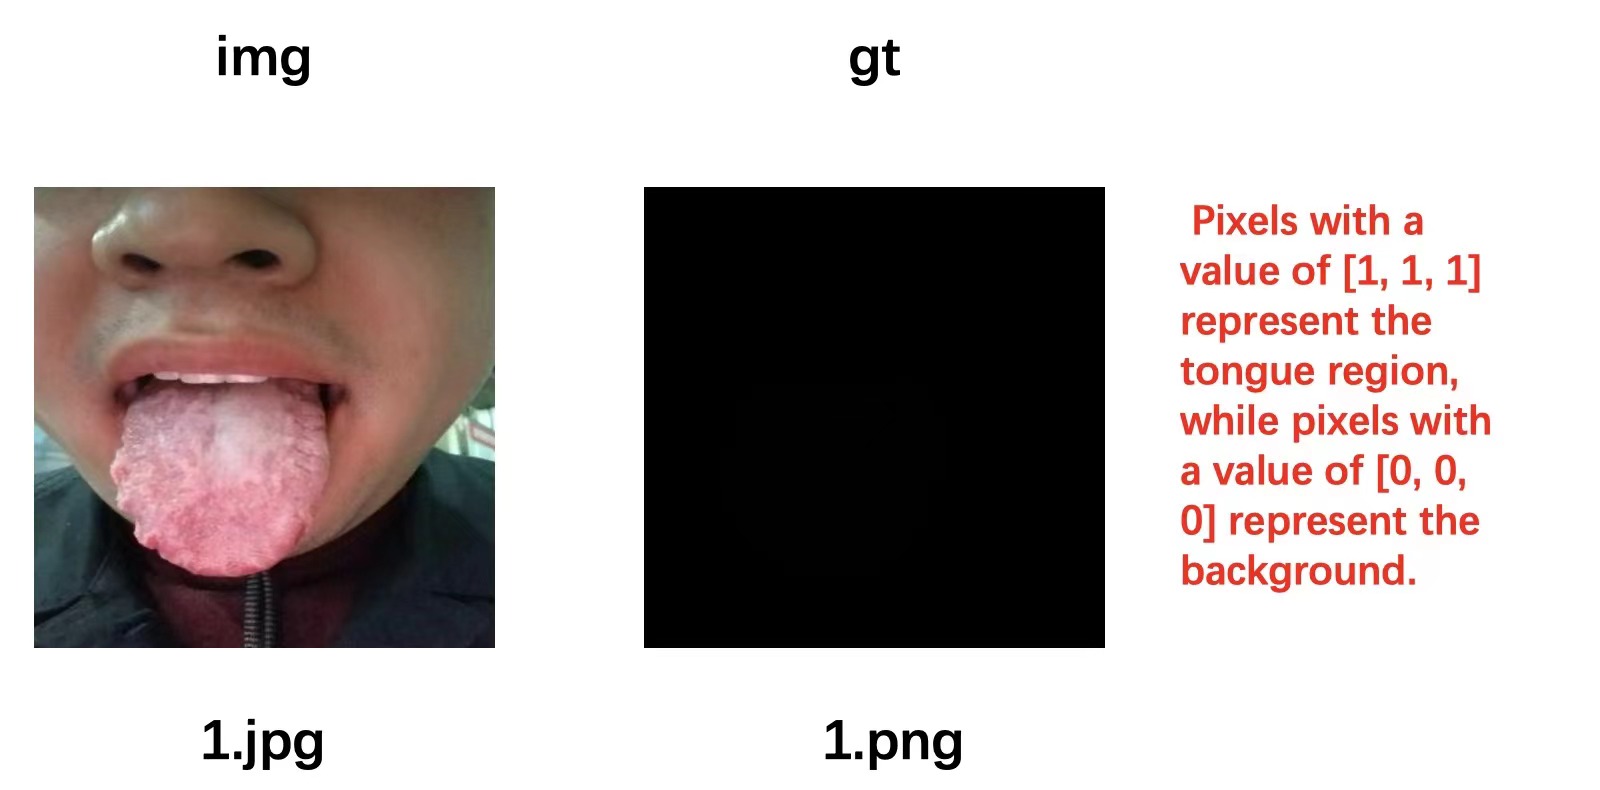 img
gt
Pixels with a
value of [1, 1, 1]
represent the
tongue region,
while pixels with
a value of [0, 0,
0] represent the
background.
1.jpg
1.png